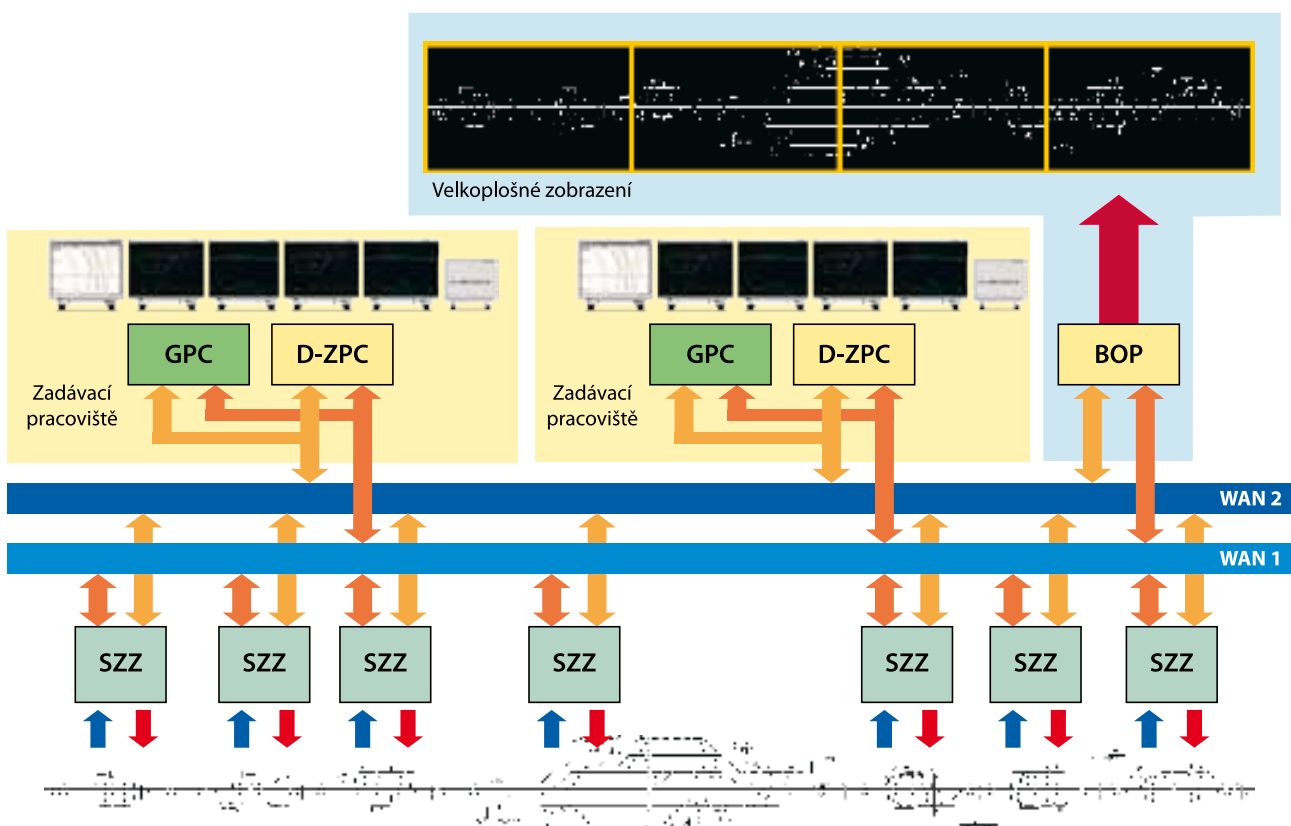 Velkoplošné zobrazení
GPC
D-ZPC
Zadávací
pracoviště
GPC
D-ZPC
Zadávací
pracoviště
BOP
WAN 2
WAN 1
SZZ
SZZ
SZZ
SZZ
SZZ
SZZ
SZZ